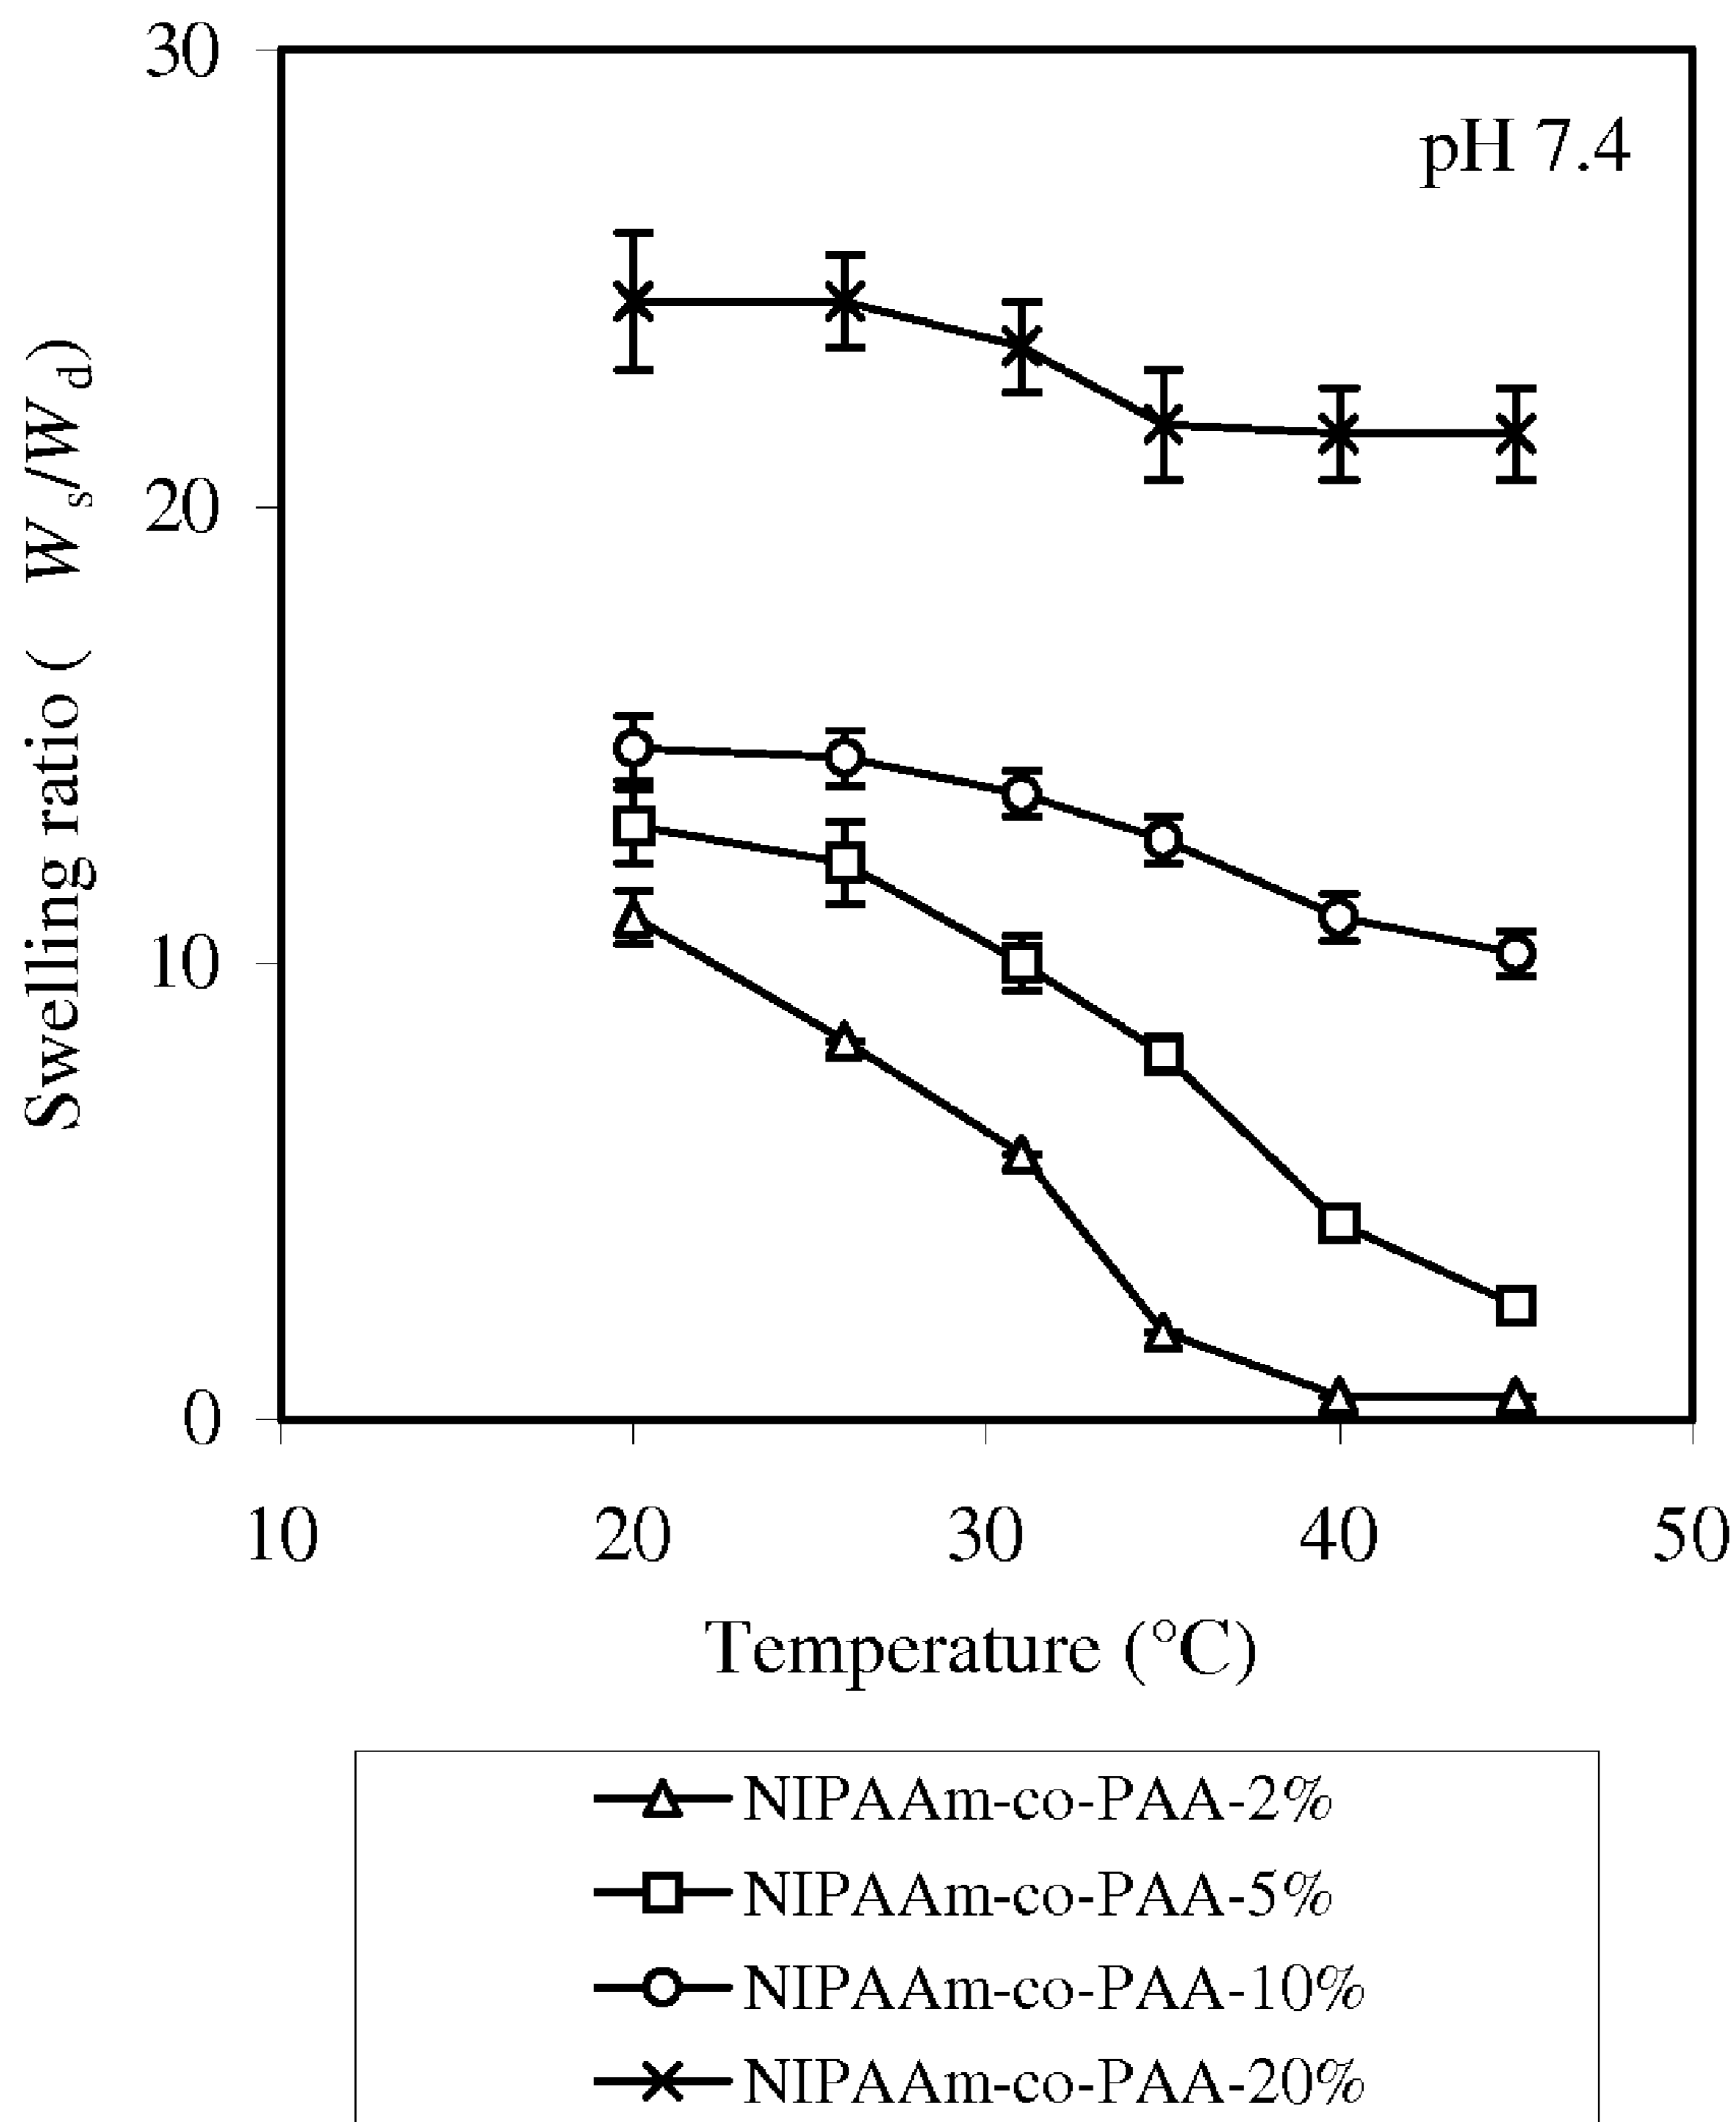 30
pH 7.4
20
10
0
Swelling ratio ( Ws/Wd)
10 20 30 40 50
Temperature (°C)
NIPAAm-co-PAA-2%
NIPAAm-co-PAA-5%
NIPAAm-co-PAA-10%
NIPAAm-co-PAA-20%